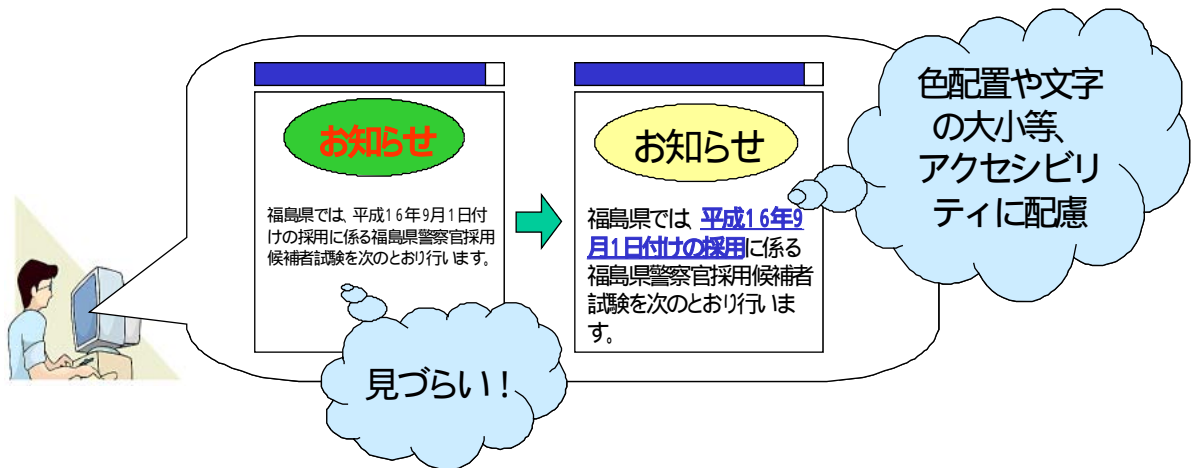 お知らせ
福島県では、平成16年9月1日付
けの採用に係る福島県警察官採用
候補者試験を次のとおり行います。
見づらい!
お知らせ
福島県では、平成16年9
月1日付けの採用に係る
福島県警察官採用候補者
試験を次のとおり行いま
す。
色配置や文字
の大小等、
アクセシビリ
ティに配慮